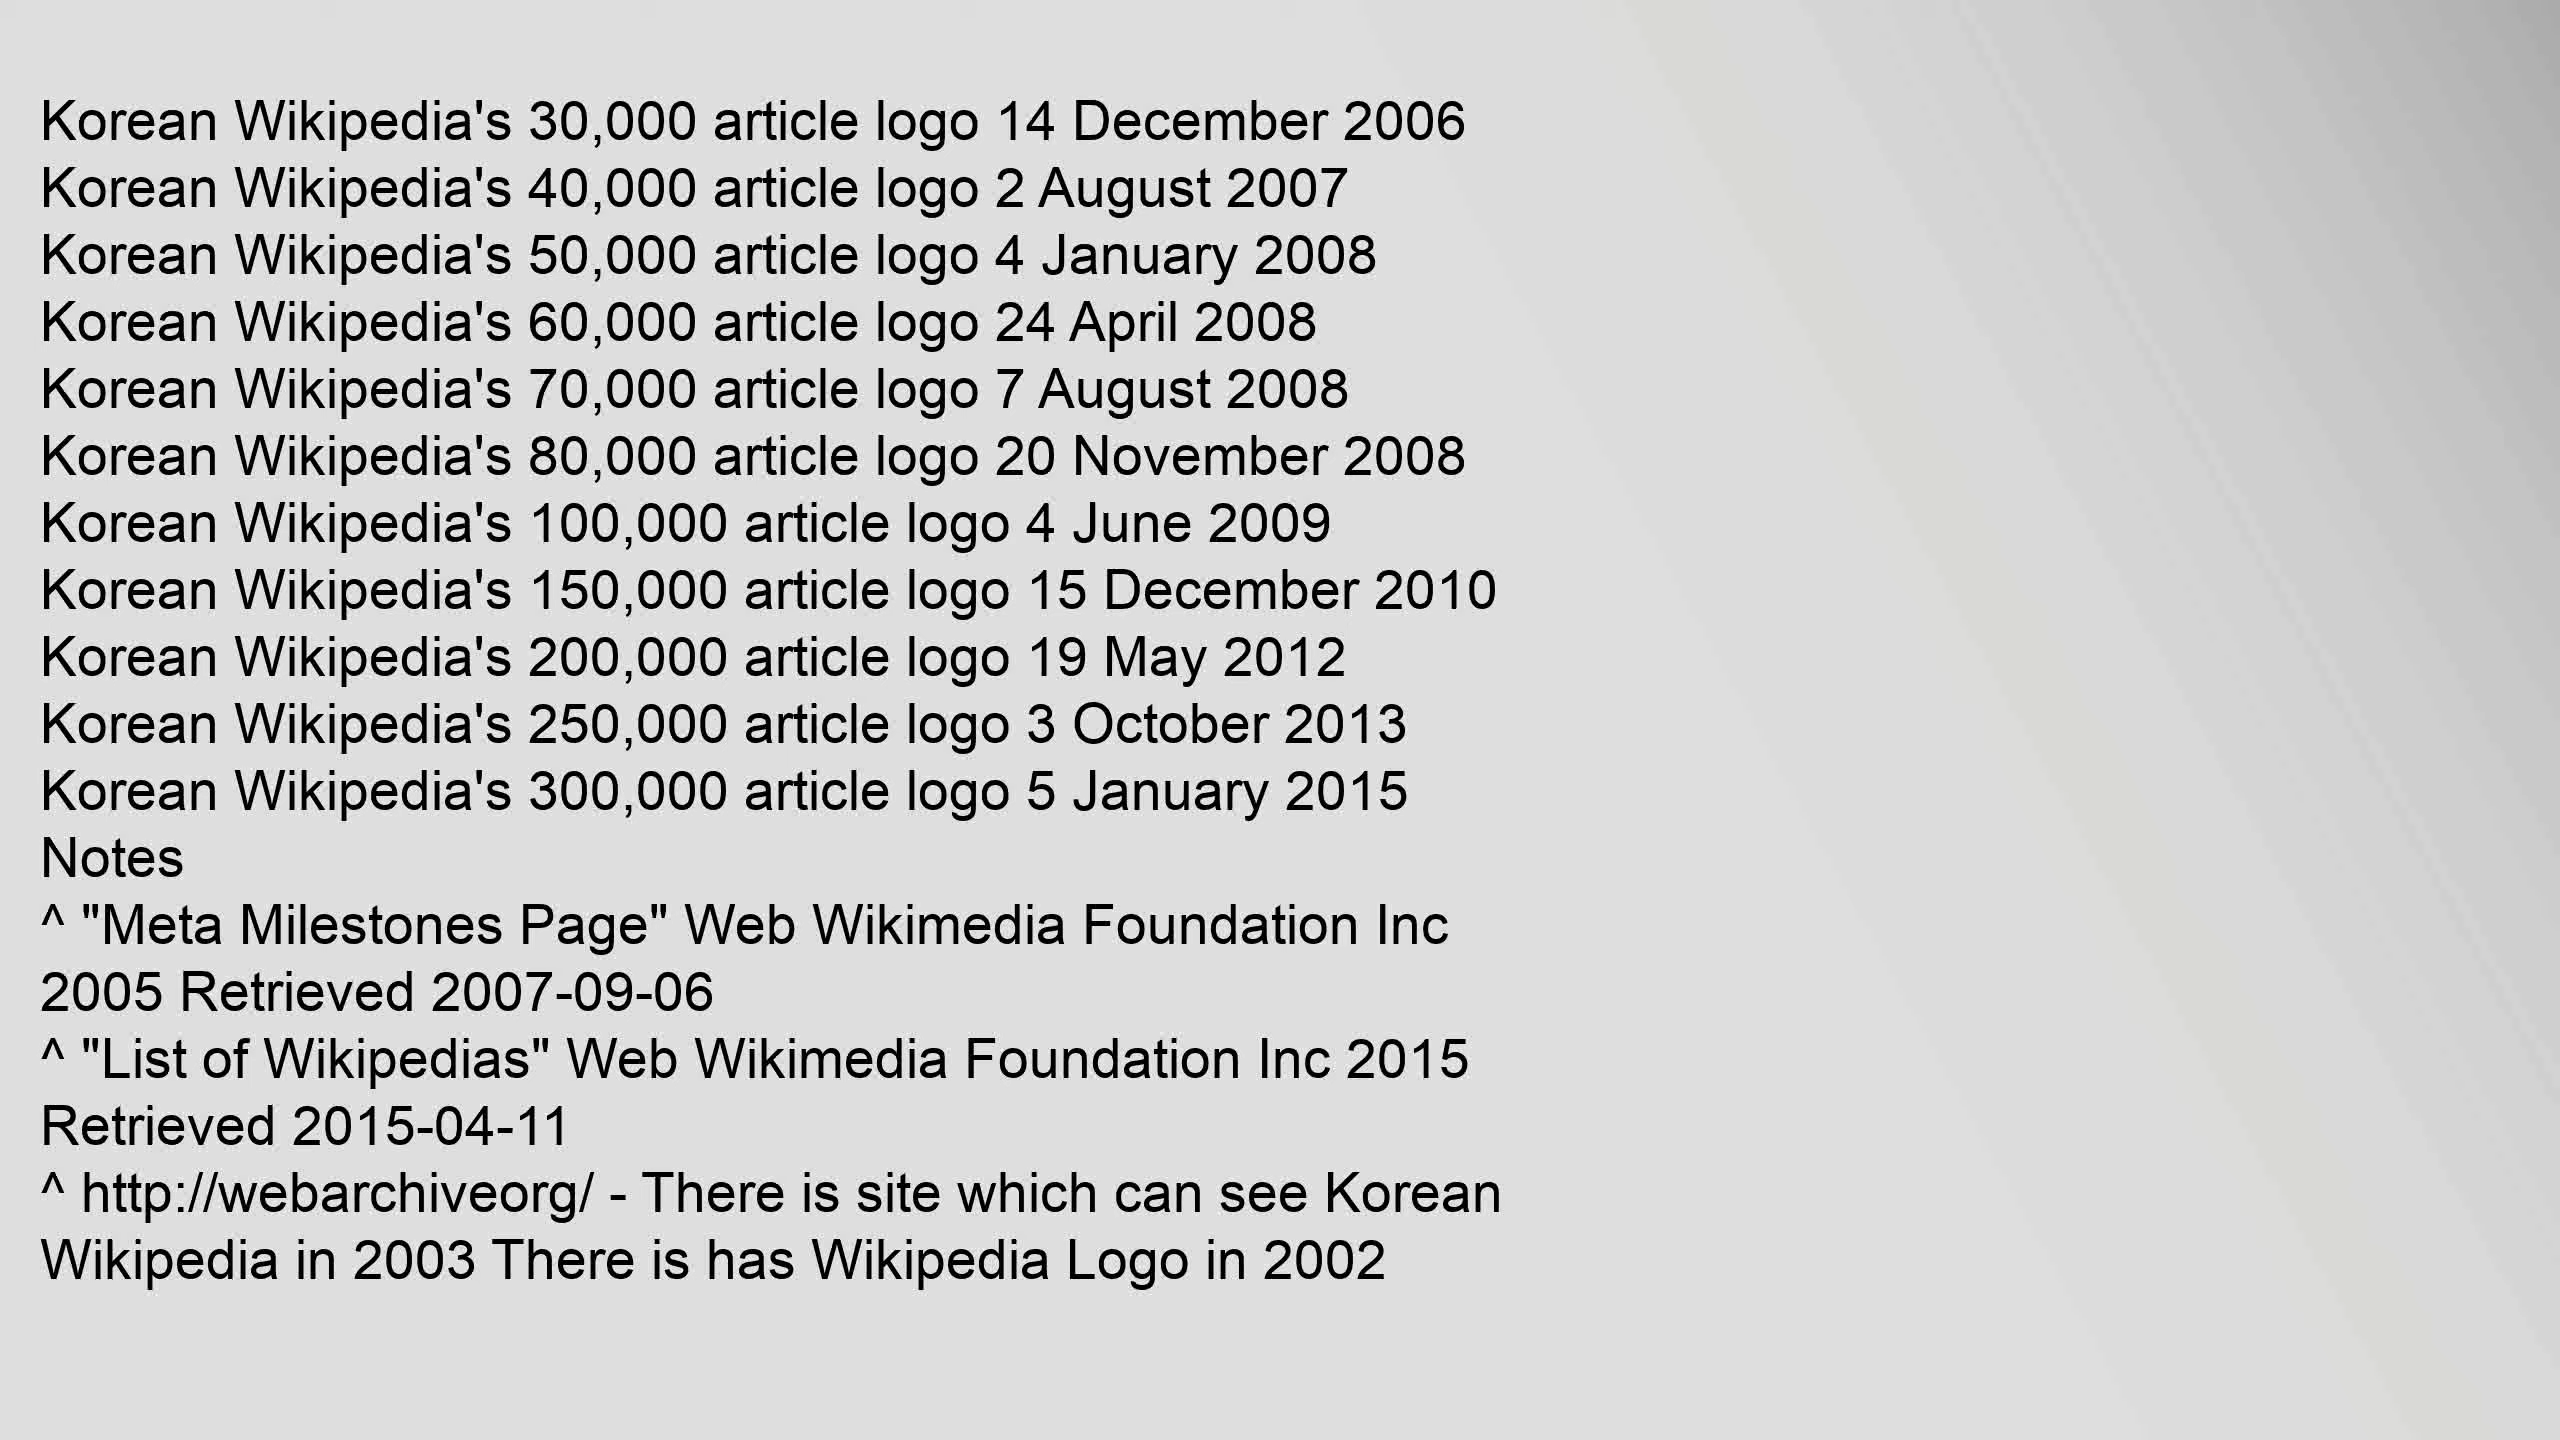 Korean Wikipedia's 30,000 article logo 14 December 2006
Korean Wikipedia's 40,000 article logo 2 August 2007
Korean Wikipedia's 50,000 article logo 4 January 2008
Korean Wikipedia's 60,000 article logo 24 April 2008
Korean Wikipedia's 70,000 article logo 7 August 2008
Korean Wikipedia's 80,000 article logo 20 November 2008
Korean Wikipedia's 100,000 article logo 4 June 2009
Korean Wikipedia's 150,000 article logo 15 December 2010
Korean Wikipedia's 200,000 article logo 19 May 2012
Korean Wikipedia's 250,000 article logo 3 October 2013
Korean Wikipedia's 300,000 article logo 5 January 2015
Notes
^ "Meta Milestones Page" Web Wikimedia Foundation Inc
2005 Retrieved 2007-09-06
^ "List of Wikipedias" Web Wikimedia Foundation Inc 2015
Retrieved 2015-04-11
^ http://webarchiveorg/ - There is site which can see Korean
Wikipedia in 2003 There is has Wikipedia Logo in 2002